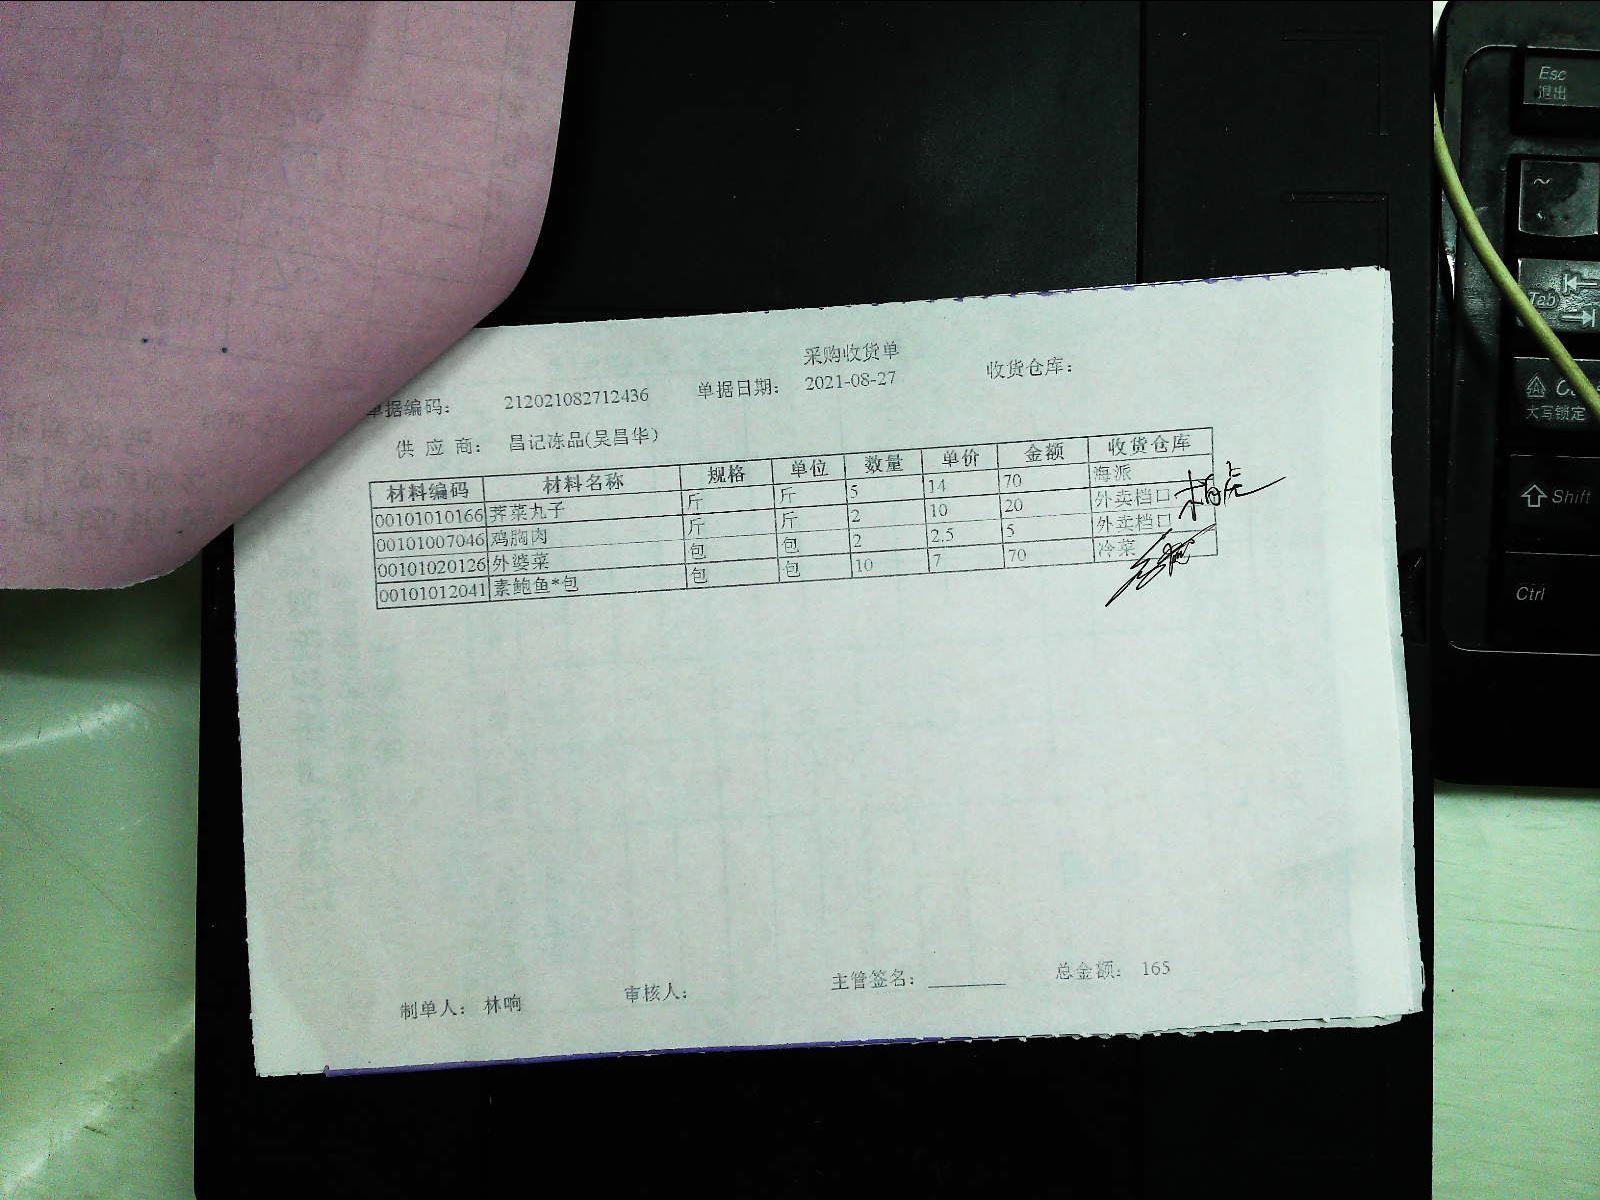 采购收货单
单据编码： 212021082712436 单据日期： 2021-08-27 收货仓库：
供 应 商： 昌记冻品(吴昌华)
材料编码 材料名称 规格 单位 数量 单价 金额 收货仓库
00101010166 荠菜丸子 斤 斤 5 14 70 海派
00101007046 鸡胸肉 斤 斤 2 10 20 外卖档口
00101020126 外婆菜 包 包 2 2.5 5 外卖档口
00101012041 素鲍鱼*包 包 包 10 7 70 冷菜
制单人： 林响 审核人： 主管签名： 总金额： 165
Esc
退出
~
Tab
大写锁定
Shift
Ctrl